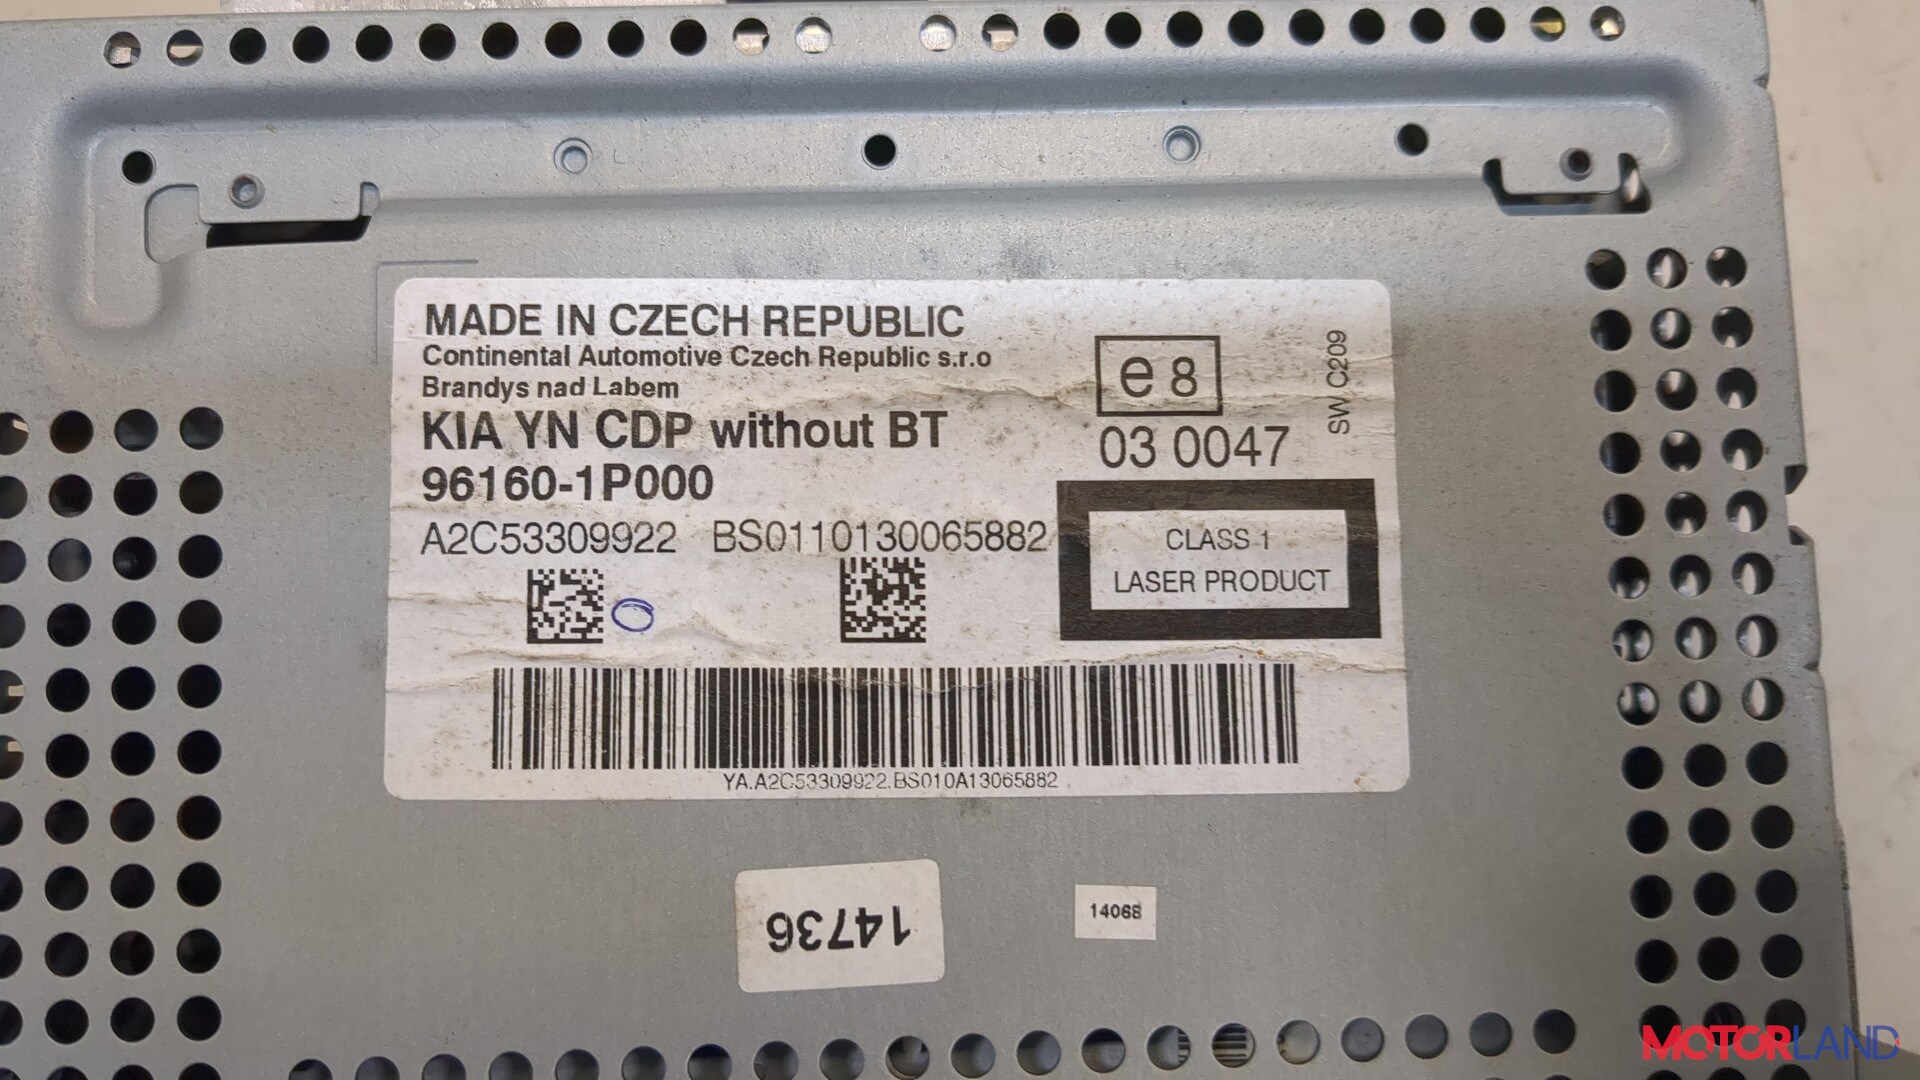 MADE IN CZECH REPUBLIC
Continental Automotive Czech Republic s.r.o
Brandys nad Labem
KIA YN CDP without BT
96160-1P000
A2C53309922 BS0110130065882
e8
03 0047
SW C209
CLASS 1
LASER PRODUCT
YA.A2C53309922.BS010A13065882
14736
14068
MOTORLAND